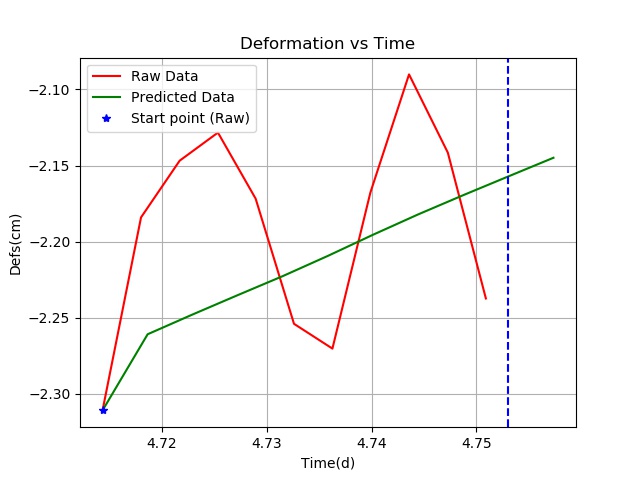 Deformation vs Time
Raw Data
Predicted Data
Start point (Raw)
−2.10
−2.15
−2.20
−2.25
−2.30
Defs(cm)
4.72 4.73 4.74 4.75
Time(d)